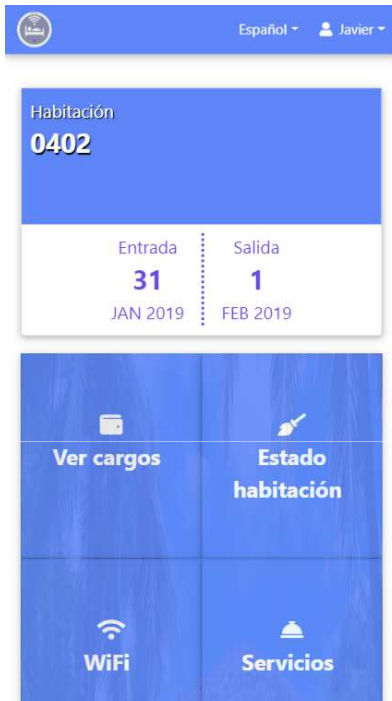 Español Javier
Habitación
0402
Entrada Salida
31 1
JAN 2019 FEB 2019
Ver cargos
Estado
habitación
WiFi
Servicios